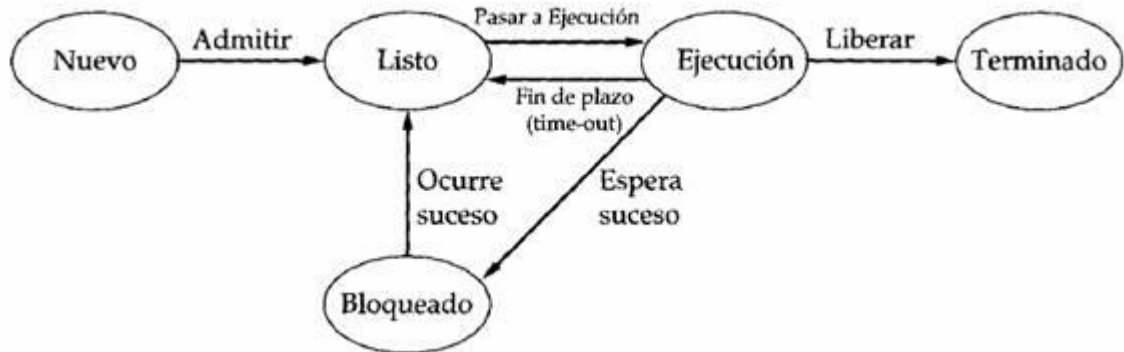 Pasar a Ejecución
Nuevo
Admitir
Listo
Ejecución
Liberar
Terminado
Fin de plazo
(time-out)
Ocurre
suceso
Espera
suceso
Bloqueado